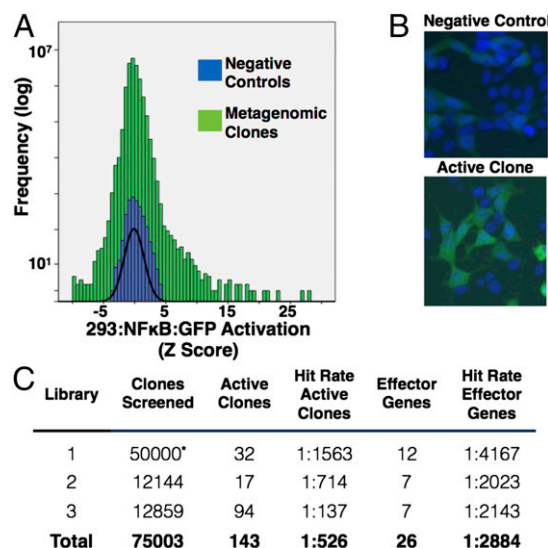 A
Frequency (log)
10⁷
10¹
Negative
Controls
Metagenomic
Clones
-5
5
15
25
293:NFκB:GFP Activation
(Z Score)
B
Negative Control
Active Clone
C
Library
Clones
Screened
Active
Clones
Hit Rate
Active
Clones
Effector
Genes
Hit Rate
Effector
Genes
1 50000* 32 1:1563 12 1:4167
2 12144 17 1:714 7 1:2023
3 12859 94 1:137 7 1:2143
Total 75003 143 1:526 26 1:2884